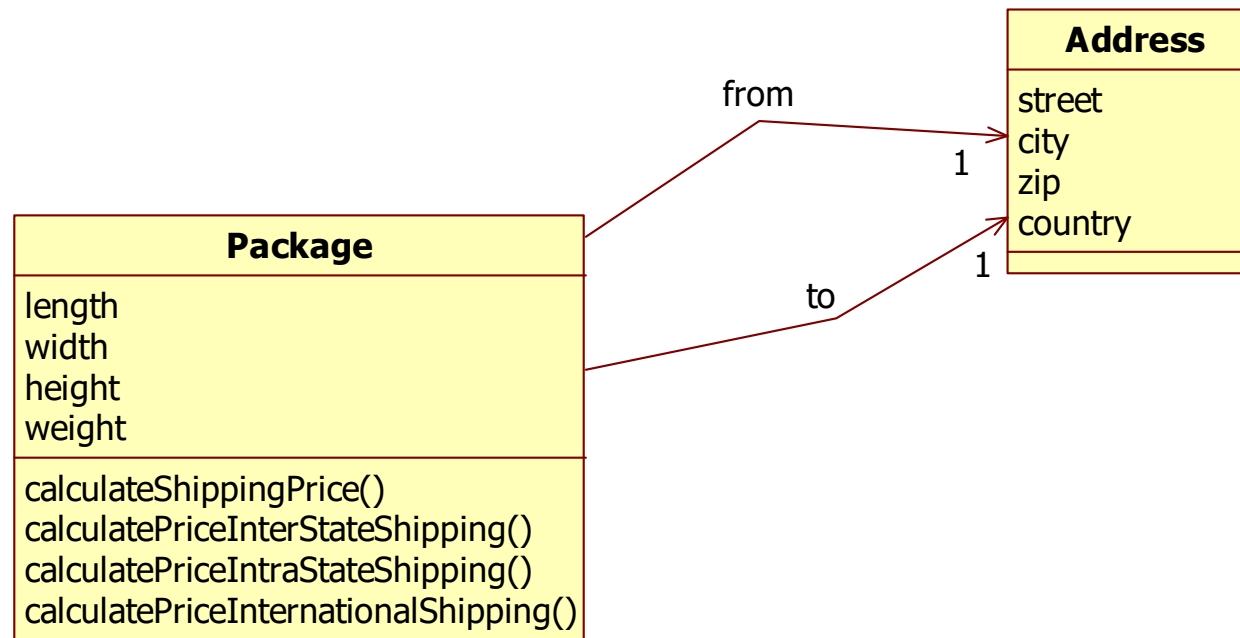 Address
street
city
zip
country
from
1
to
1
Package
length
width
height
weight
calculateShippingPrice()
calculatePriceInterStateShipping()
calculatePriceIntraStateShipping()
calculatePriceInternationalShipping()